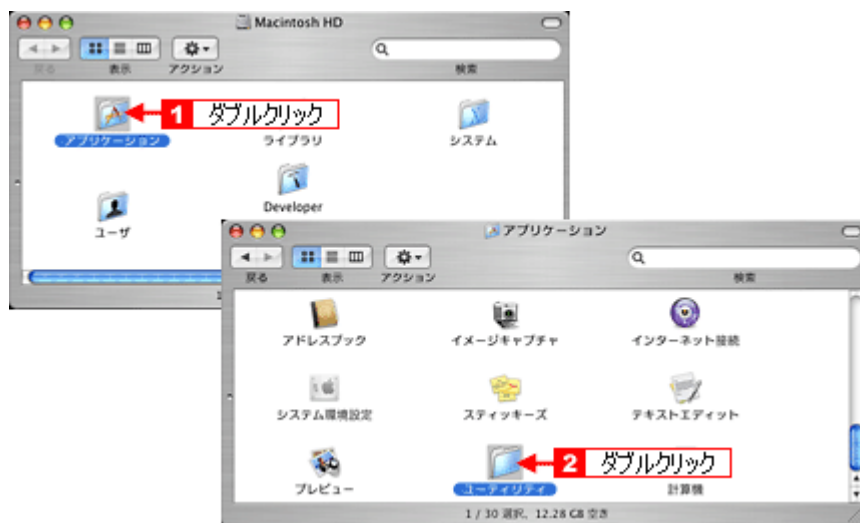 Macintosh HD
戻る 表示 アクション 検索
1 ダブルクリック
アプリケーション ライブラリ システム
ユーザ Developer
アプリケーション
戻る 表示 アクション 検索
アドレスブック イメージキャプチャ インターネット接続
システム環境設定 スティッキーズ テキストエディット
2 ダブルクリック
プレビュー ユーティリティ 計算機
1 / 30 選択、12.28 GB 空き